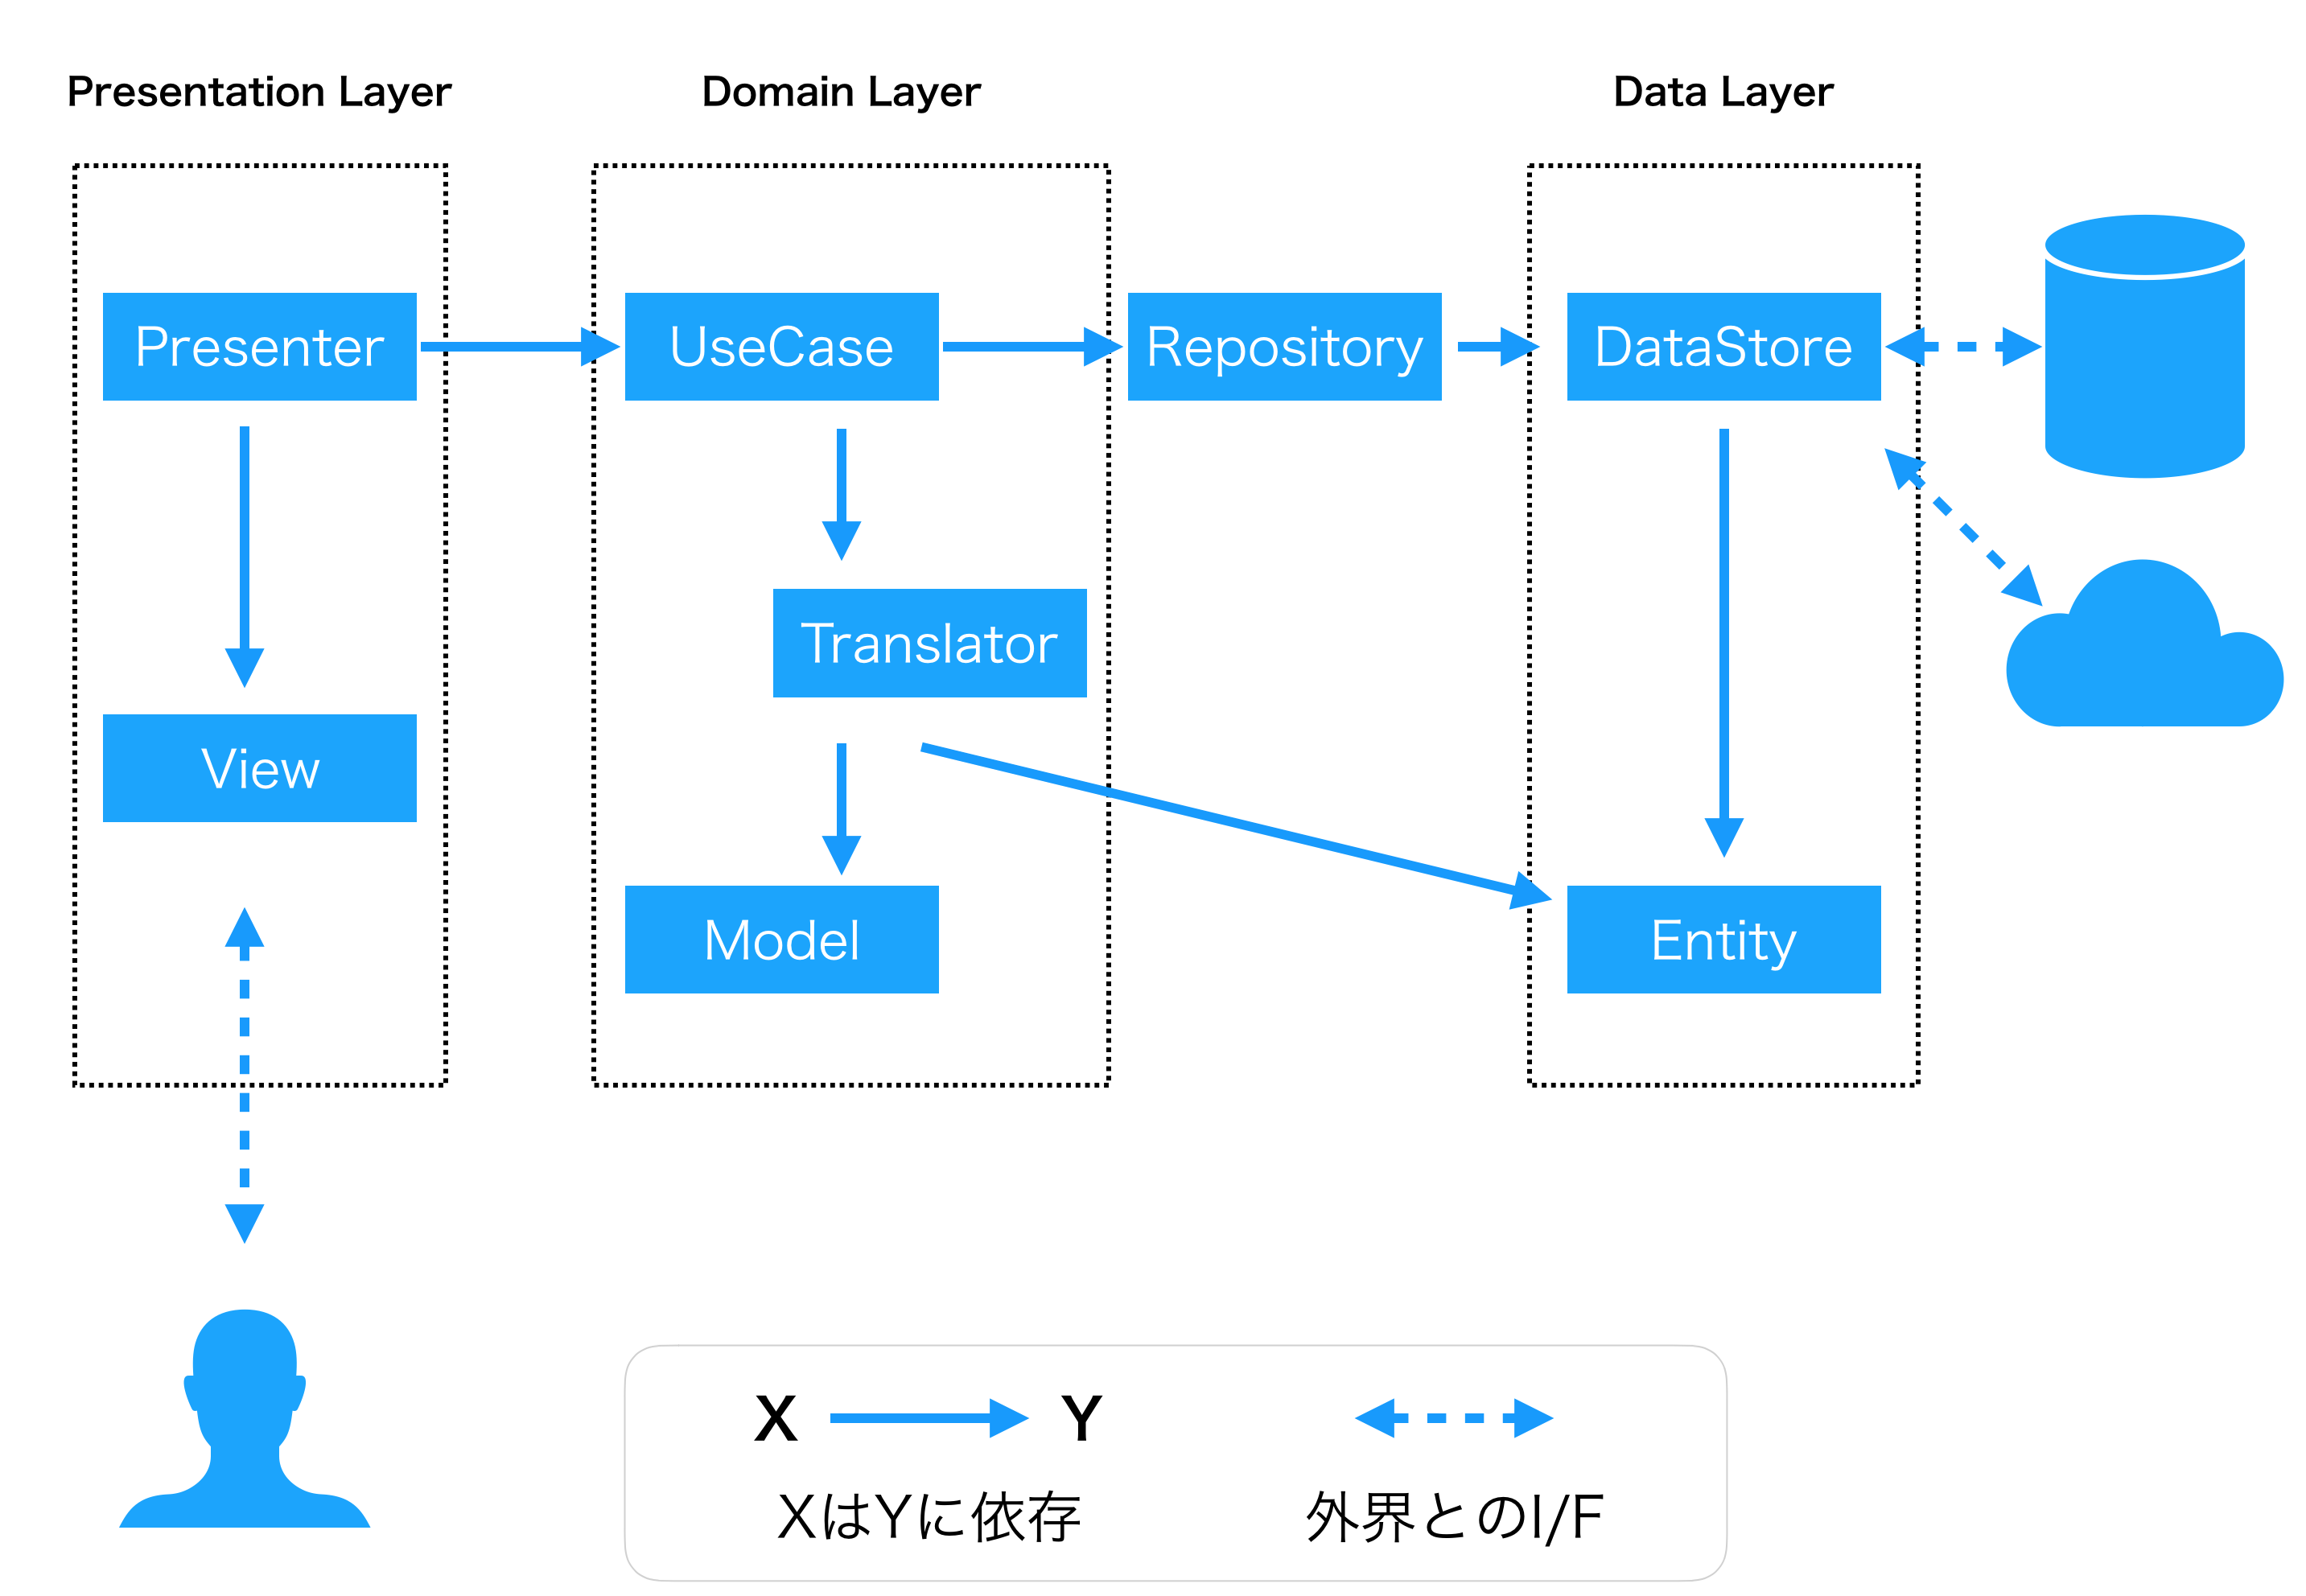 Presentation Layer
Domain Layer
Data Layer
Presenter
UseCase
Repository
DataStore
Translator
View
Model
Entity
X
Y
XはYに依存
外界とのI/F